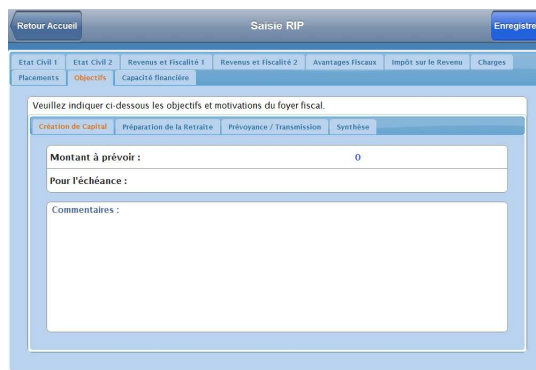 Retour Accueil Saisie RIP Enregistre
Etat Civil 1 Etat Civil 2 Revenus et Fiscalité 1 Revenus et Fiscalité 2 Avantages Fiscaux Impôt sur le Revenu Charges
Placements Objectifs Capacité financière
Veuillez indiquer ci-dessous les objectifs et motivations du foyer fiscal.
Création de Capital Préparation de la Retraite Prévoyance / Transmission Synthèse
Montant à prévoir : 0
Pour l'échéance :
Commentaires :